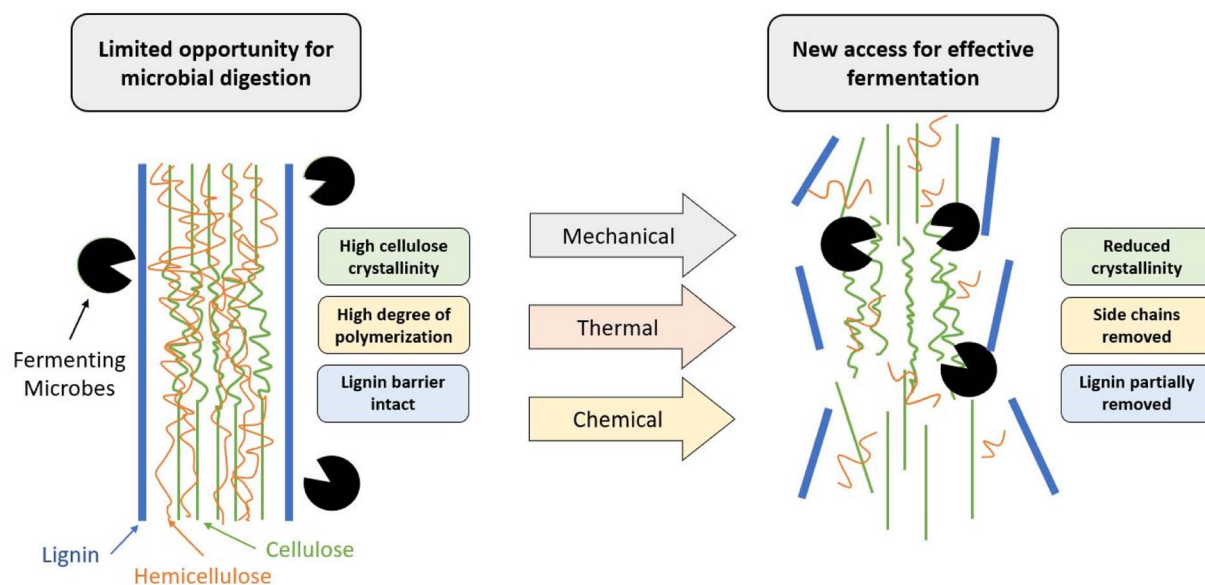 Limited opportunity for
microbial digestion
New access for effective
fermentation
High cellulose
crystallinity
High degree of
polymerization
Lignin barrier
intact
Fermenting
Microbes
Lignin
Hemicellulose
Cellulose
Mechanical
Thermal
Chemical
Reduced
crystallinity
Side chains
removed
Lignin partially
removed